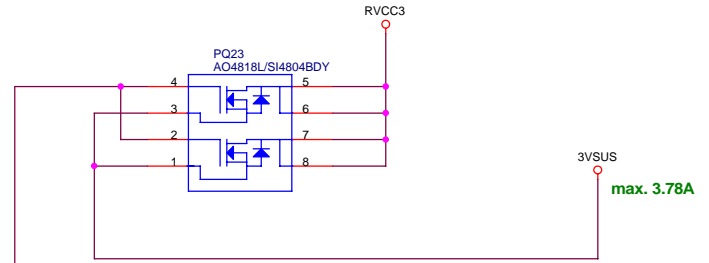 RVCC3
PQ23
AO4818L/SI4804BDY
4 5
3 6
2 7
1 8
3VSUS
max. 3.78A